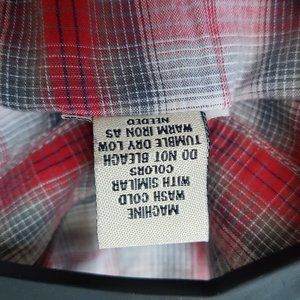 MACHINE
WASH COLD
WITH SIMILAR
COLORS
DO NOT BLEACH
TUMBLE DRY LOW
WARM IRON AS
NEEDED